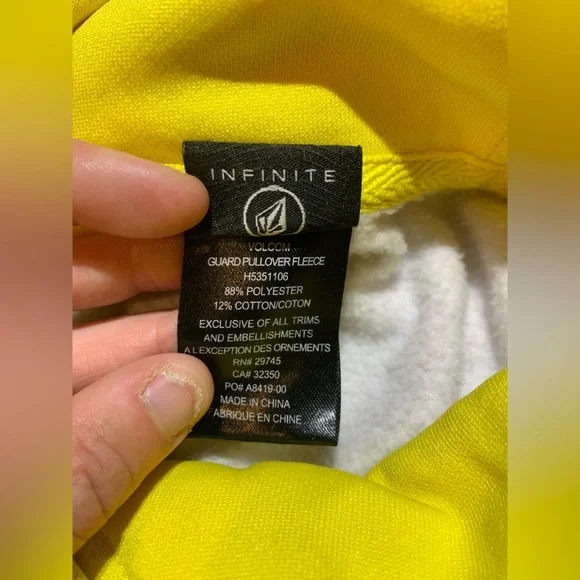 INFINITE
VOLCOM
GUARD PULLOVER FLEECE
H5351106
88% POLYESTER
12% COTTON/COTON
EXCLUSIVE OF ALL TRIMS
AND EMBELLISHMENTS
A L'EXCEPTION DES ORNEMENTS
RN# 29745
CA# 32350
PO# A8419-00
MADE IN CHINA
ABRIQUE EN CHINE